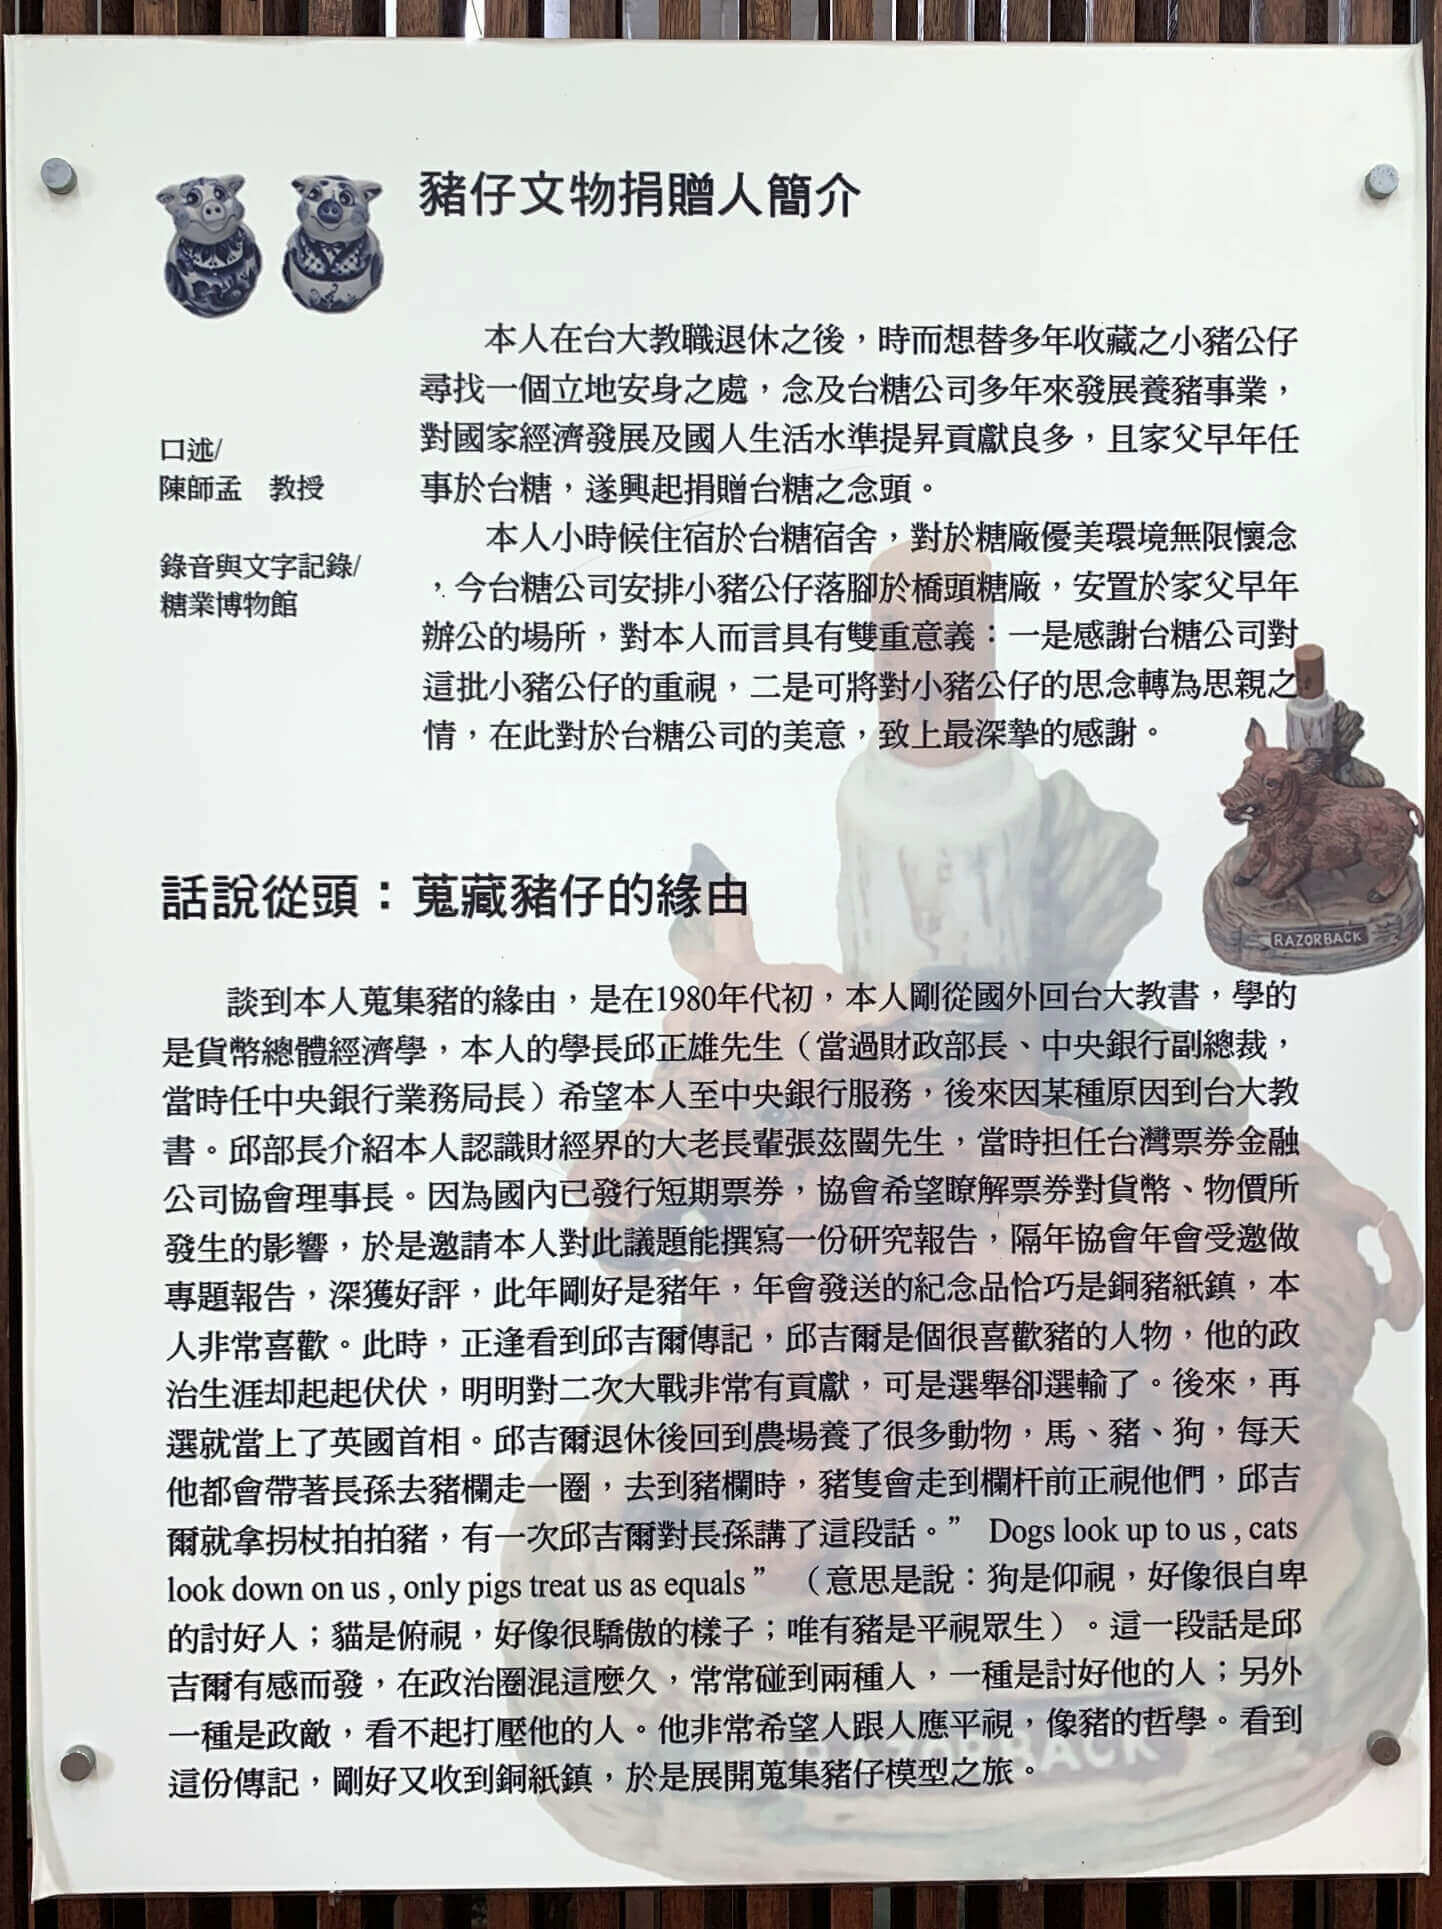 豬仔文物捐贈人簡介
口述/
陳師孟 教授
錄音與文字記錄/
糖業博物館
本人在台大教職退休之後，時而想替多年收藏之小豬公仔
尋找一個立地安身之處，念及台糖公司多年來發展養豬事業，
對國家經濟發展及國人生活水準提昇貢獻良多，且家父早年任
事於台糖，遂興起捐贈台糖之念頭。
本人小時候住宿於台糖宿舍，對於糖廠優美環境無限懷念
，今台糖公司安排小豬公仔落腳於橋頭糖廠，安置於家父早年
辦公的場所，對本人而言具有雙重意義：一是感謝台糖公司對
這批小豬公仔的重視，二是可將對小豬公仔的思念轉為思親之
情，在此對於台糖公司的美意，致上最深摯的感謝。
RAZORBACK
話說從頭：蒐藏豬仔的緣由
談到本人蒐集豬的緣由，是在1980年代初，本人剛從國外回台大教書，學的
是貨幣總體經濟學，本人的學長邱正雄先生（當過財政部長、中央銀行副總裁，
當時任中央銀行業務局長）希望本人至中央銀行服務，後來因某種原因到台大教
書。邱部長介紹本人認識財經界的大老長輩張茲闓先生，當時担任台灣票券金融
公司協會理事長。因為國內已發行短期票券，協會希望瞭解票券對貨幣、物價所
發生的影響，於是邀請本人對此議題能撰寫一份研究報告，隔年協會年會受邀做
專題報告，深獲好評，此年剛好是豬年，年會發送的紀念品恰巧是銅豬紙鎮，本
人非常喜歡。此時，正逢看到邱吉爾傳記，邱吉爾是個很喜歡豬的人物，他的政
治生涯却起起伏伏，明明對二次大戰非常有貢獻，可是選舉卻選輸了。後來，再
選就當上了英國首相。邱吉爾退休後回到農場養了很多動物，馬、豬、狗，每天
他都會帶著長孫去豬欄走一圈，去到豬欄時，豬隻會走到欄杆前正視他們，邱吉
爾就拿拐杖拍拍豬，有一次邱吉爾對長孫講了這段話。” Dogs look up to us , cats
look down on us , only pigs treat us as equals ” （意思是說：狗是仰視，好像很自卑
的討好人；貓是俯視，好像很驕傲的樣子；唯有豬是平視眾生）。這一段話是邱
吉爾有感而發，在政治圈混這麼久，常常碰到兩種人，一種是討好他的人；另外
一種是政敵，看不起打壓他的人。他非常希望人跟人應平視，像豬的哲學。看到
這份傳記，剛好又收到銅紙鎮，於是展開蒐集豬仔模型之旅。
RAZORBACK